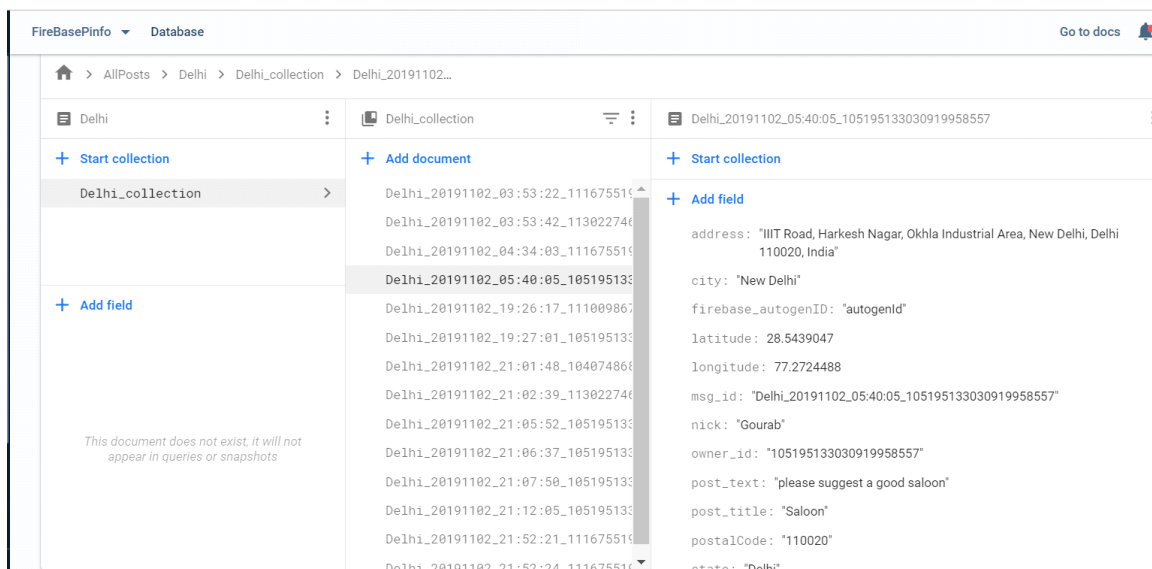 FireBasePinfo Database Go to docs
AllPosts > Delhi > Delhi_collection > Delhi_20191102...
Delhi
Start collection
Delhi_collection
Add field
This document does not exist, it will not
appear in queries or snapshots
Delhi_collection
Add document
Delhi_20191102_03:53:22_111675519
Delhi_20191102_03:53:42_113022746
Delhi_20191102_04:34:03_111675519
Delhi_20191102_05:40:05_105195133
Delhi_20191102_19:26:17_111009867
Delhi_20191102_19:27:01_105195133
Delhi_20191102_21:01:48_104074868
Delhi_20191102_21:02:39_113022746
Delhi_20191102_21:05:52_105195133
Delhi_20191102_21:06:37_105195133
Delhi_20191102_21:07:50_105195133
Delhi_20191102_21:12:05_105195133
Delhi_20191102_21:52:21_111675519
Delhi_20191102_21:52:24_111675519
Delhi_20191102_05:40:05_105195133030919958557
Start collection
Add field
address: "IIIT Road, Harkesh Nagar, Okhla Industrial Area, New Delhi, Delhi
110020, India"
city: "New Delhi"
firebase_autogenID: "autogenId"
latitude: 28.5439047
longitude: 77.2724488
msg_id: "Delhi_20191102_05:40:05_105195133030919958557"
nick: "Gourab"
owner_id: "105195133030919958557"
post_text: "please suggest a good saloon"
post_title: "Saloon"
postalCode: "110020"
state: "Delhi"